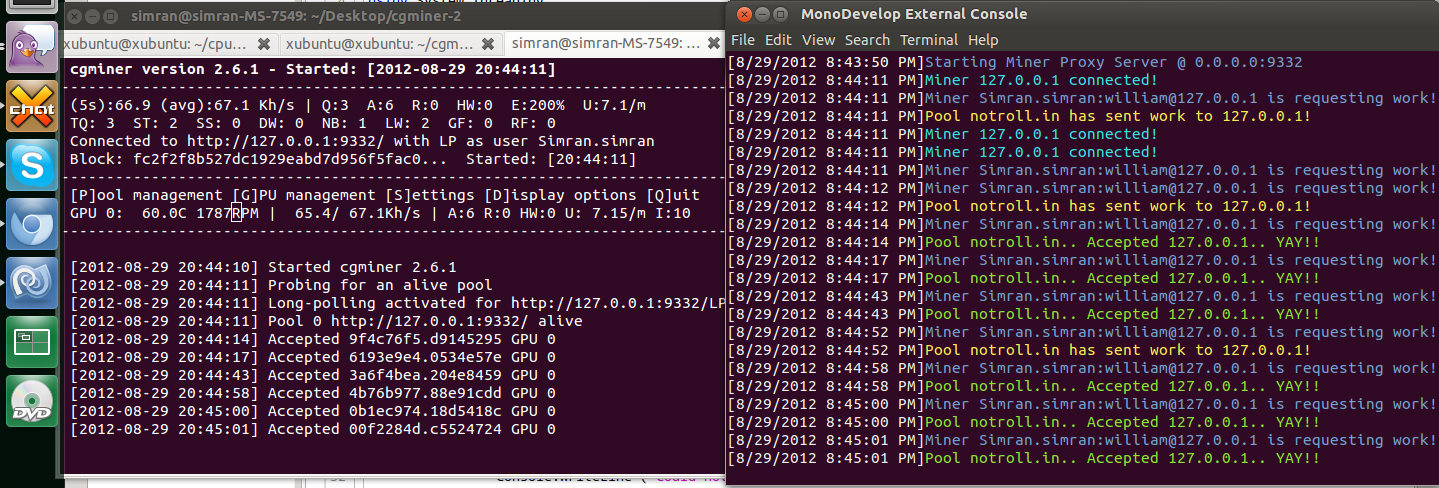 using System.Threading
simran@simran-MS-7549: ~/Desktop/cgminer-2
xubuntu@xubuntu: ~/cpu...
xubuntu@xubuntu: ~/cgm...
simran@simran-MS-7549: ...
cgminer version 2.6.1 - Started: [2012-08-29 20:44:11]
--------------------------------------------------------------------------------
(5s):66.9 (avg):67.1 Kh/s | Q:3 A:6 R:0 HW:0 E:200% U:7.1/m
TQ: 3 ST: 2 SS: 0 DW: 0 NB: 1 LW: 2 GF: 0 RF: 0
Connected to http://127.0.0.1:9332/ with LP as user Simran.simran
Block: fc2f2f8b527dc1929eabd7d956f5fac0... Started: [20:44:11]
--------------------------------------------------------------------------------
[P]ool management [G]PU management [S]ettings [D]isplay options [Q]uit
GPU 0: 60.0C 1787RPM | 65.4/ 67.1Kh/s | A:6 R:0 HW:0 U: 7.15/m I:10
--------------------------------------------------------------------------------
[2012-08-29 20:44:10] Started cgminer 2.6.1
[2012-08-29 20:44:11] Probing for an alive pool
[2012-08-29 20:44:11] Long-polling activated for http://127.0.0.1:9332/LP
[2012-08-29 20:44:11] Pool 0 http://127.0.0.1:9332/ alive
[2012-08-29 20:44:14] Accepted 9f4c76f5.d9145295 GPU 0
[2012-08-29 20:44:17] Accepted 6193e9e4.0534e57e GPU 0
[2012-08-29 20:44:43] Accepted 3a6f4bea.204e8459 GPU 0
[2012-08-29 20:44:58] Accepted 4b76b977.88e91cdd GPU 0
[2012-08-29 20:45:00] Accepted 0b1ec974.18d5418c GPU 0
[2012-08-29 20:45:01] Accepted 00f2284d.c5524724 GPU 0
MonoDevelop External Console
File Edit View Search Terminal Help
[8/29/2012 8:43:50 PM]Starting Miner Proxy Server @ 0.0.0.0:9332
[8/29/2012 8:44:11 PM]Miner 127.0.0.1 connected!
[8/29/2012 8:44:11 PM]Miner Simran.simran:william@127.0.0.1 is requesting work!
[8/29/2012 8:44:11 PM]Pool notroll.in has sent work to 127.0.0.1!
[8/29/2012 8:44:11 PM]Miner 127.0.0.1 connected!
[8/29/2012 8:44:11 PM]Miner 127.0.0.1 connected!
[8/29/2012 8:44:11 PM]Miner Simran.simran:william@127.0.0.1 is requesting work!
[8/29/2012 8:44:12 PM]Miner Simran.simran:william@127.0.0.1 is requesting work!
[8/29/2012 8:44:12 PM]Pool notroll.in has sent work to 127.0.0.1!
[8/29/2012 8:44:14 PM]Miner Simran.simran:william@127.0.0.1 is requesting work!
[8/29/2012 8:44:14 PM]Pool notroll.in.. Accepted 127.0.0.1.. YAY!!
[8/29/2012 8:44:17 PM]Miner Simran.simran:william@127.0.0.1 is requesting work!
[8/29/2012 8:44:17 PM]Pool notroll.in.. Accepted 127.0.0.1.. YAY!!
[8/29/2012 8:44:43 PM]Miner Simran.simran:william@127.0.0.1 is requesting work!
[8/29/2012 8:44:43 PM]Pool notroll.in.. Accepted 127.0.0.1.. YAY!!
[8/29/2012 8:44:52 PM]Miner Simran.simran:william@127.0.0.1 is requesting work!
[8/29/2012 8:44:52 PM]Pool notroll.in has sent work to 127.0.0.1!
[8/29/2012 8:44:58 PM]Miner Simran.simran:william@127.0.0.1 is requesting work!
[8/29/2012 8:44:58 PM]Pool notroll.in.. Accepted 127.0.0.1.. YAY!!
[8/29/2012 8:45:00 PM]Miner Simran.simran:william@127.0.0.1 is requesting work!
[8/29/2012 8:45:00 PM]Pool notroll.in.. Accepted 127.0.0.1.. YAY!!
[8/29/2012 8:45:01 PM]Miner Simran.simran:william@127.0.0.1 is requesting work!
[8/29/2012 8:45:01 PM]Pool notroll.in.. Accepted 127.0.0.1.. YAY!!
chat
DVD